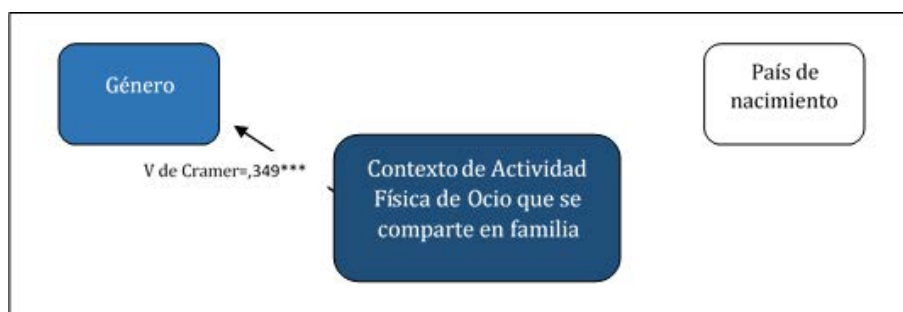 Género
País de
nacimiento
V de Cramer=,349***
Contexto de Actividad
Física de Ocio que se
comparte en familia